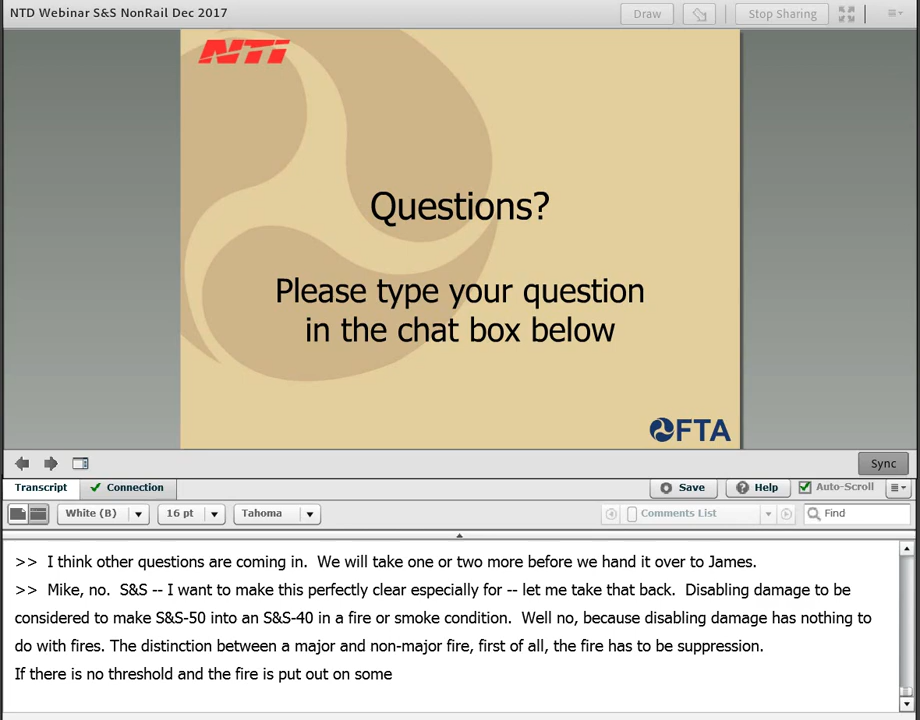 NTD Webinar S&S NonRail Dec 2017
Draw
Stop Sharing
NTI
Questions?
Please type your question
in the chat box below
FTA
Sync
Transcript
Connection
Save
Help
Auto-Scroll
White (B)
16 pt
Tahoma
Comments List
Find
>> I think other questions are coming in. We will take one or two more before we hand it over to James.
>> Mike, no. S&S -- I want to make this perfectly clear especially for -- let me take that back. Disabling damage to be
considered to make S&S-50 into an S&S-40 in a fire or smoke condition. Well no, because disabling damage has nothing to
do with fires. The distinction between a major and non-major fire, first of all, the fire has to be suppression.
If there is no threshold and the fire is put out on some